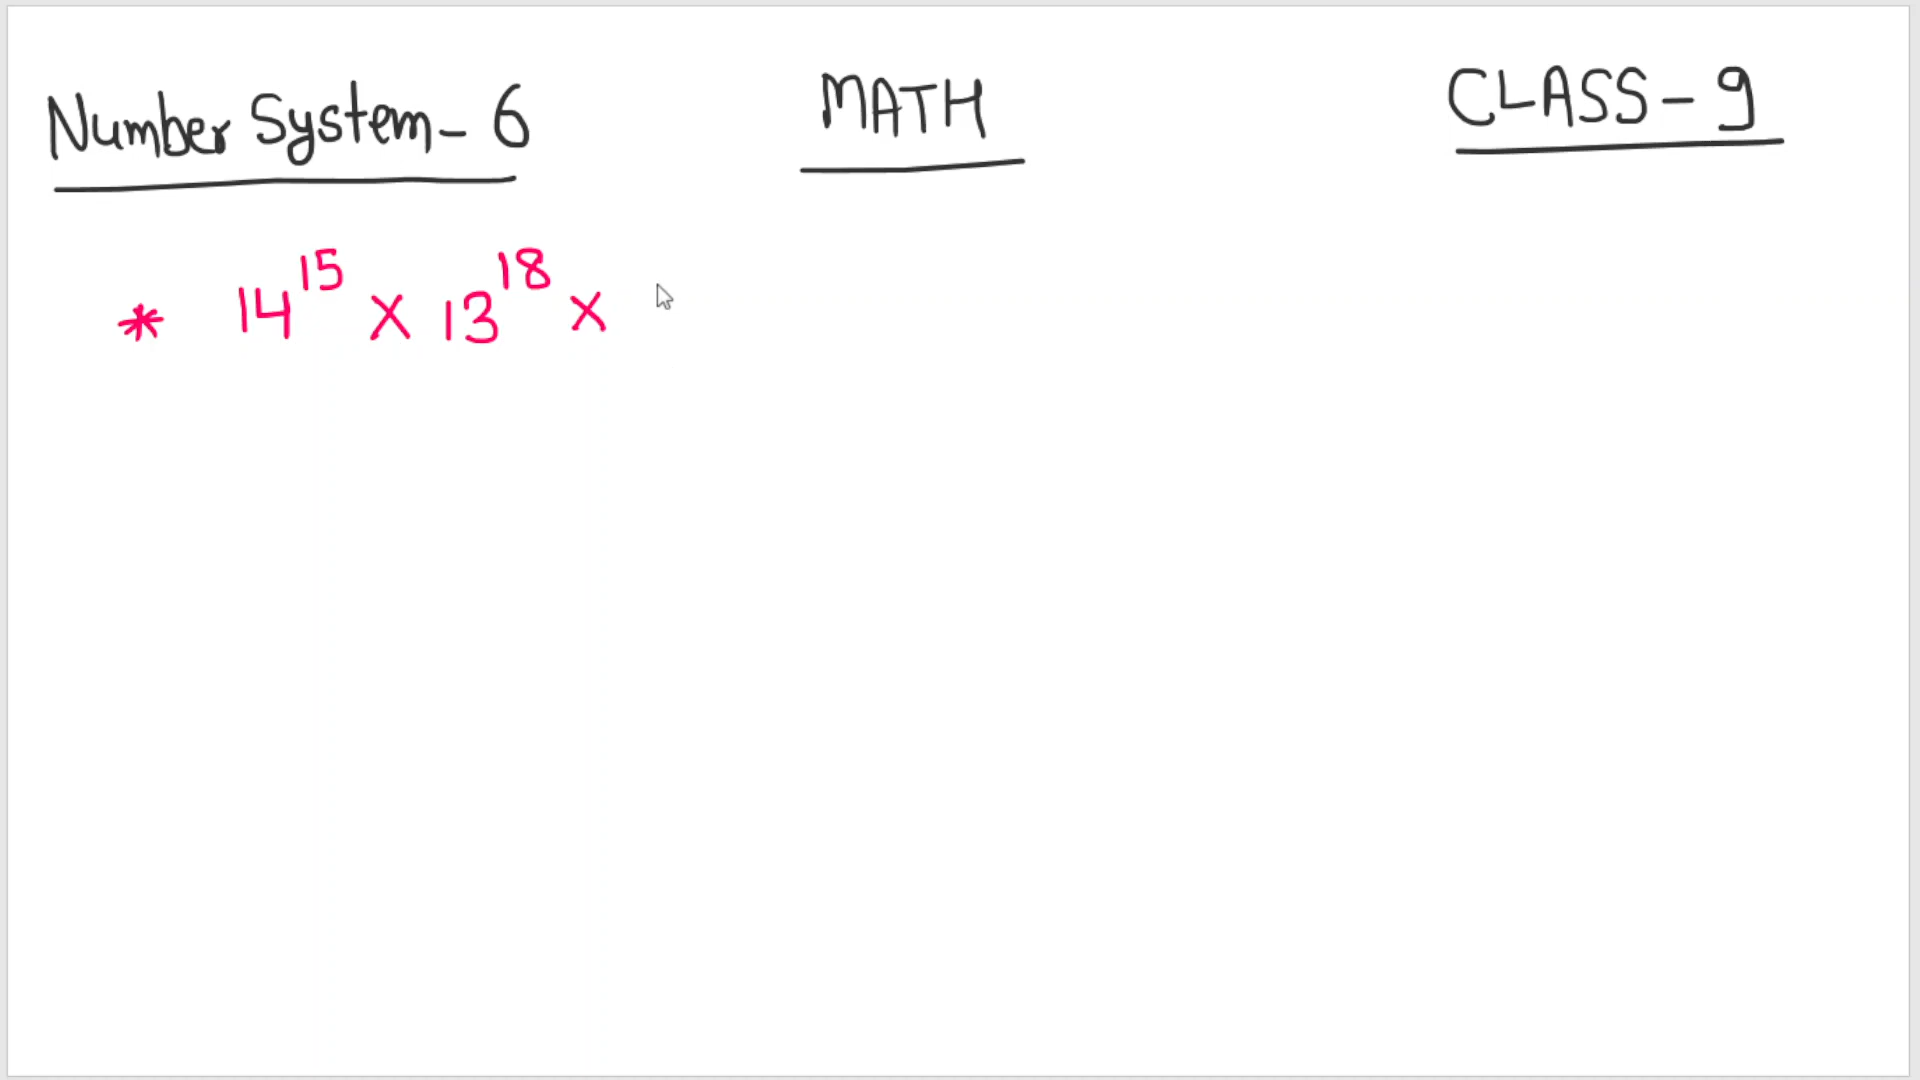 Number System - 6 MATH CLASS - 9
* 14^15 x 13^18 x